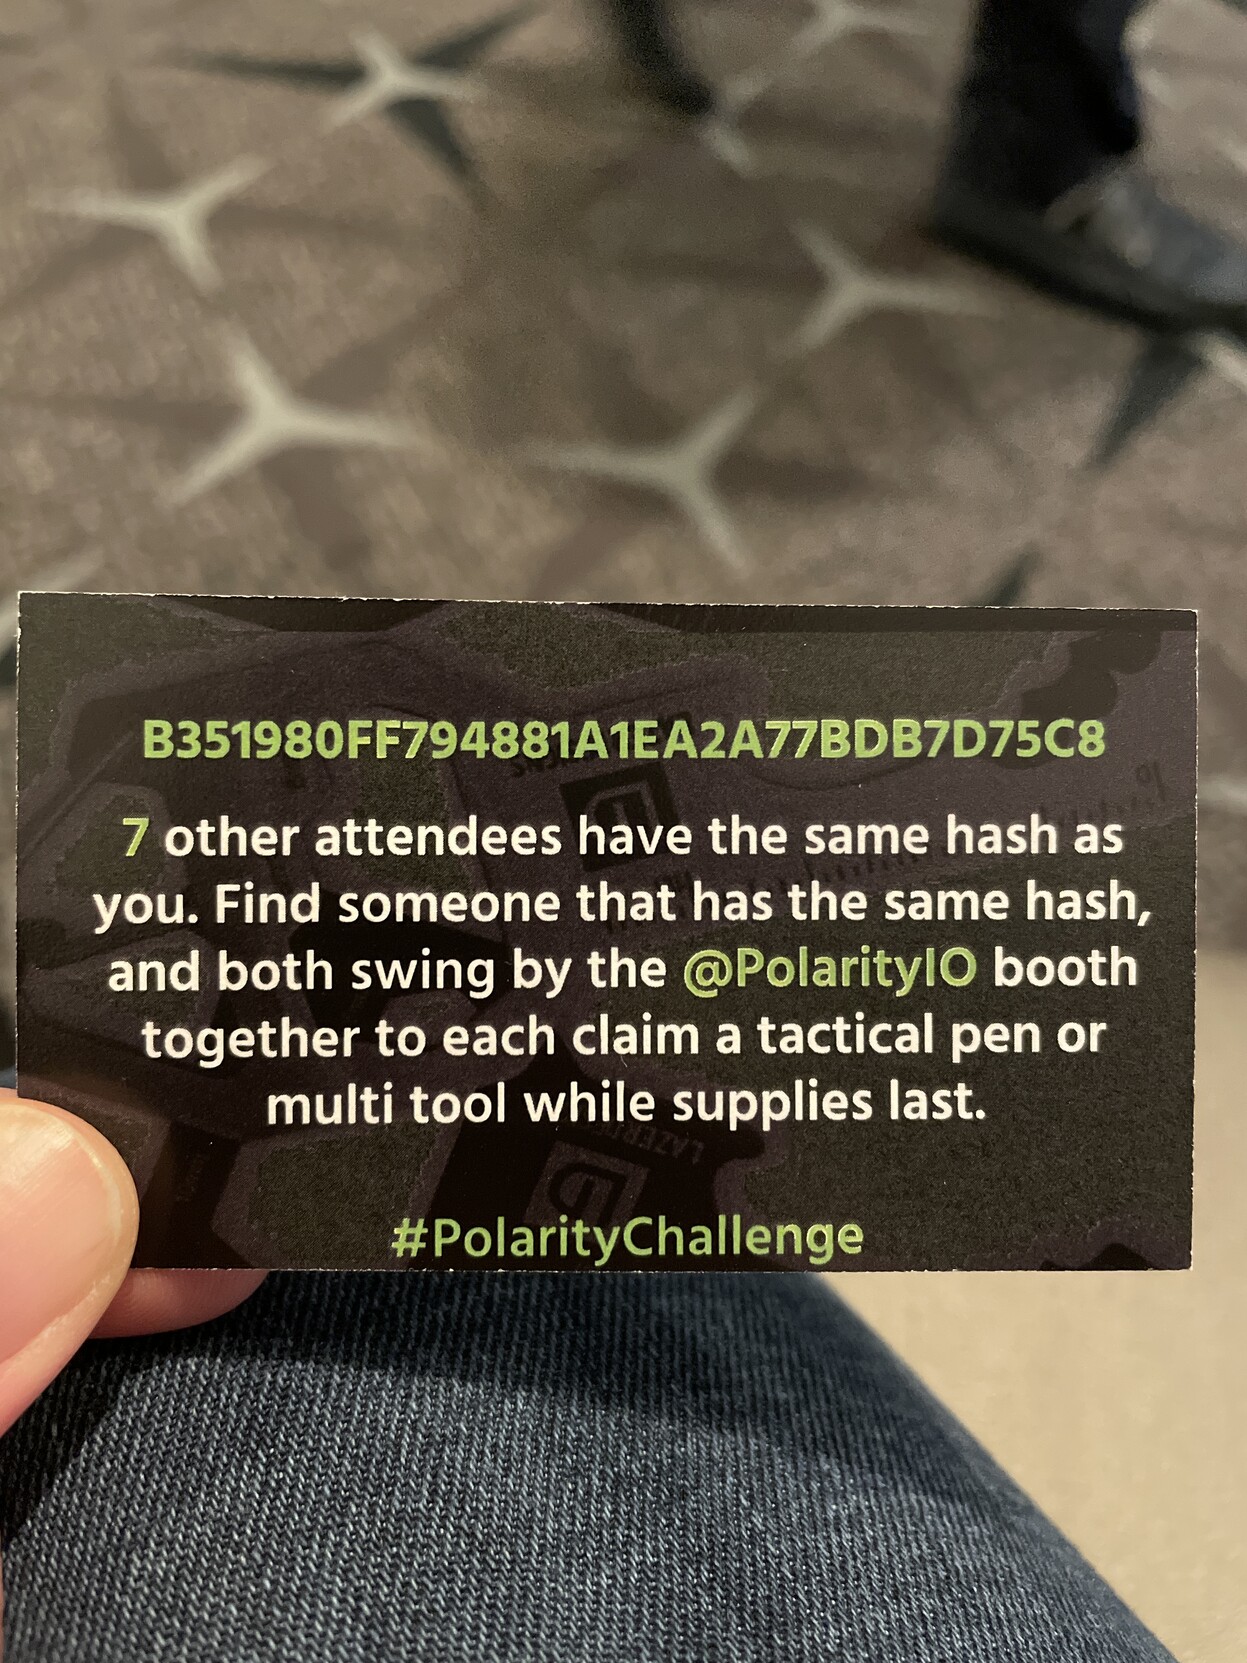 B351980FF794881A1EA2A77BDB7D75C8
7 other attendees have the same hash as
you. Find someone that has the same hash,
and both swing by the @PolarityIO booth
together to each claim a tactical pen or
multi tool while supplies last.
#PolarityChallenge